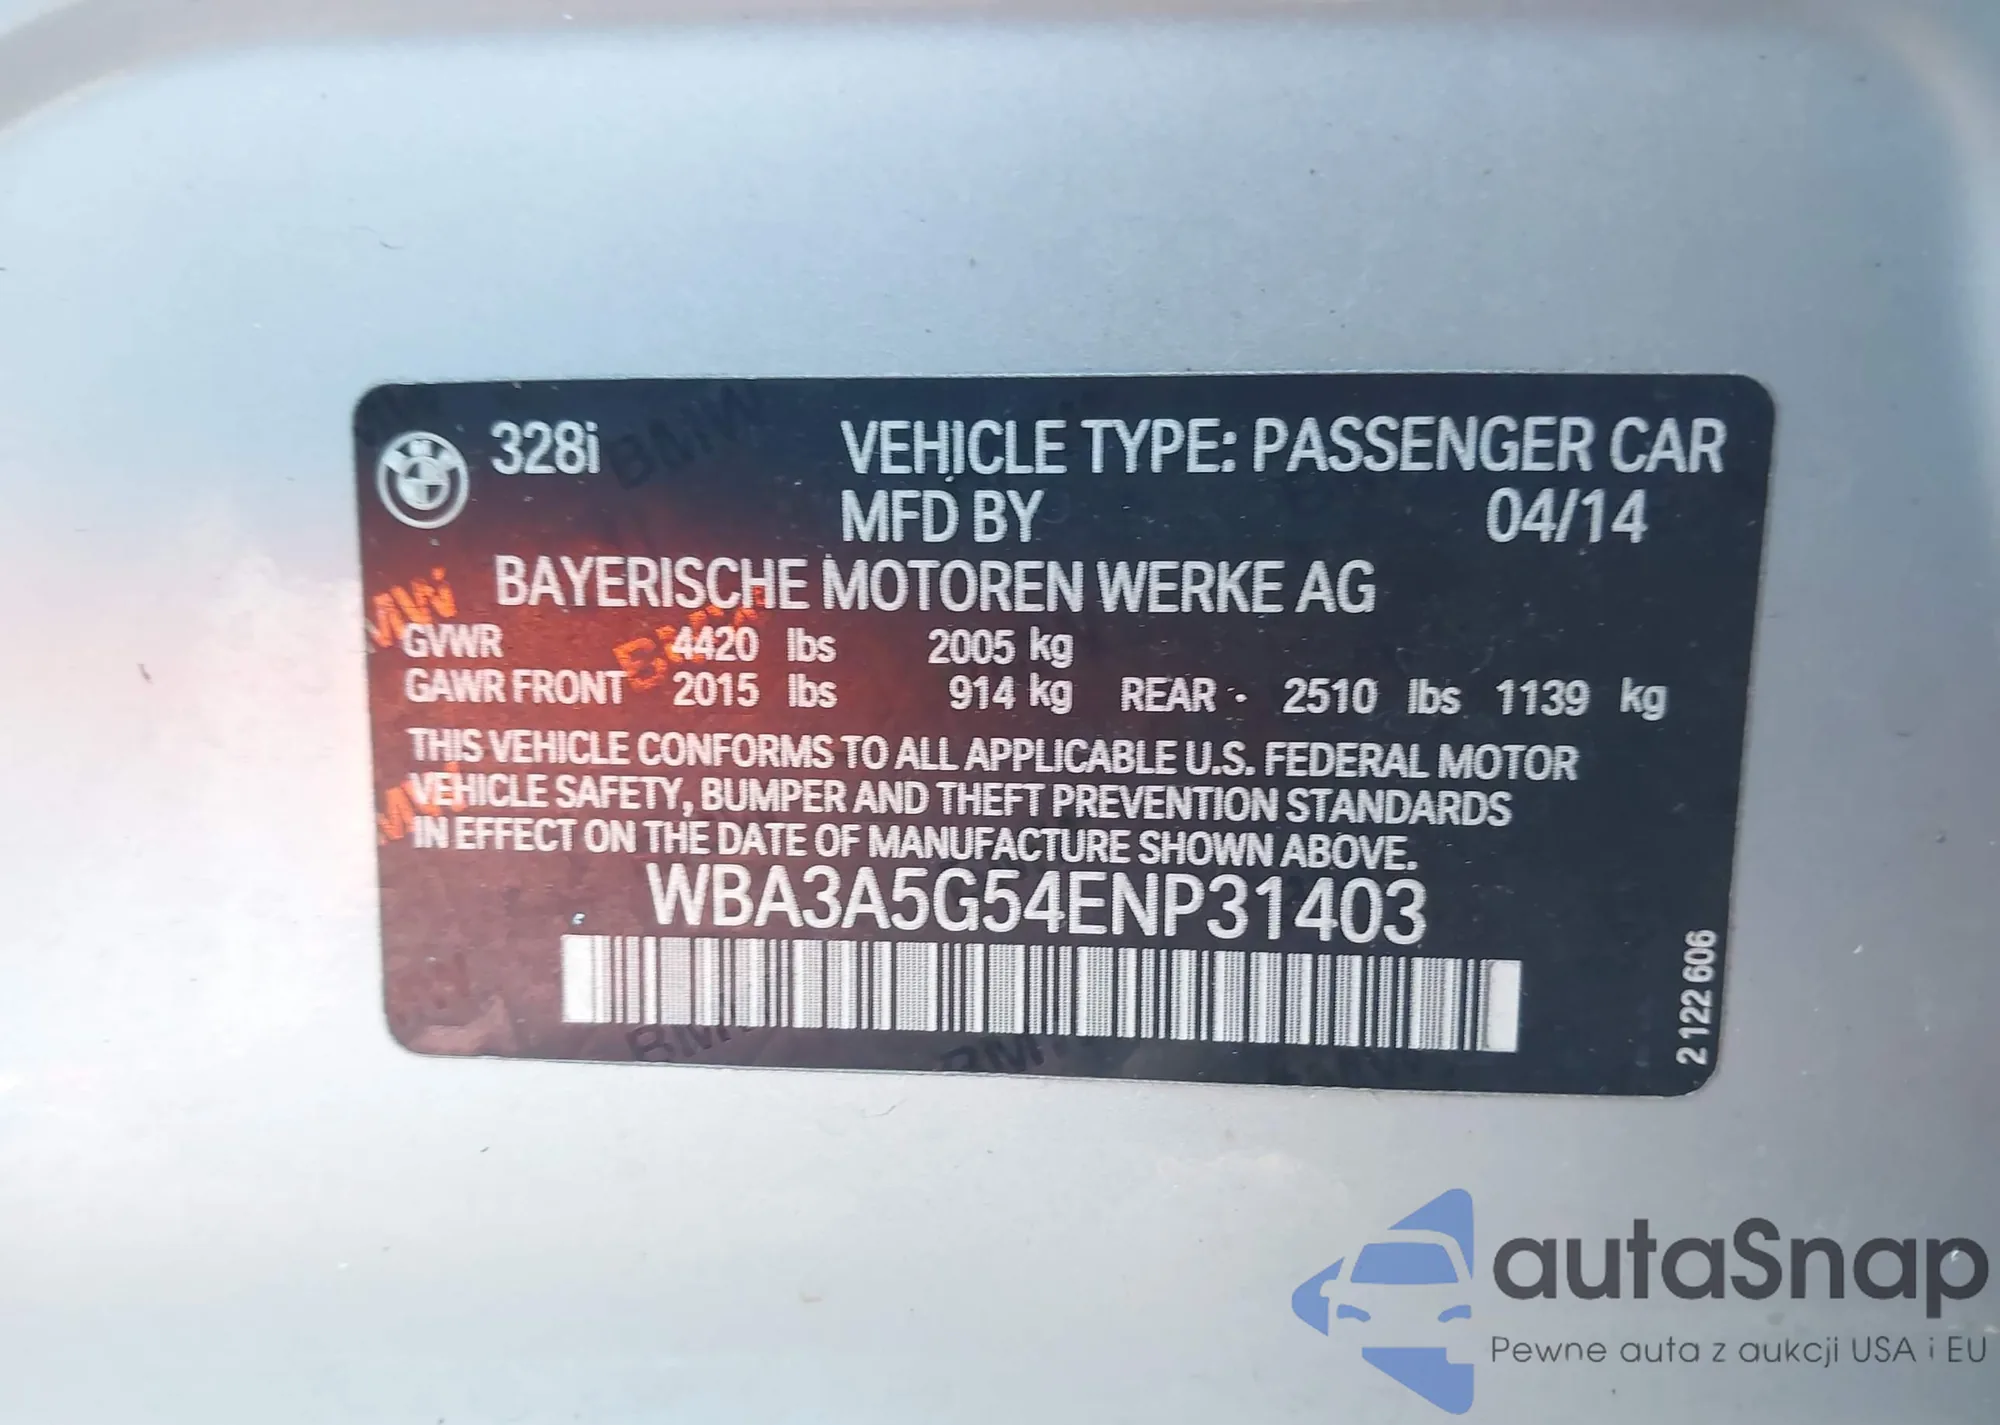 328i VEHICLE TYPE: PASSENGER CAR
MFD BY 04/14
BAYERISCHE MOTOREN WERKE AG
GVWR 4420 lbs 2005 kg
GAWR FRONT 2015 lbs 914 kg REAR 2510 lbs 1139 kg
THIS VEHICLE CONFORMS TO ALL APPLICABLE U.S. FEDERAL MOTOR
VEHICLE SAFETY, BUMPER AND THEFT PREVENTION STANDARDS
IN EFFECT ON THE DATE OF MANUFACTURE SHOWN ABOVE.
WBA3A5G54ENP31403
2 122 606
autaSnap
Pewne auta z aukcji USA i EU